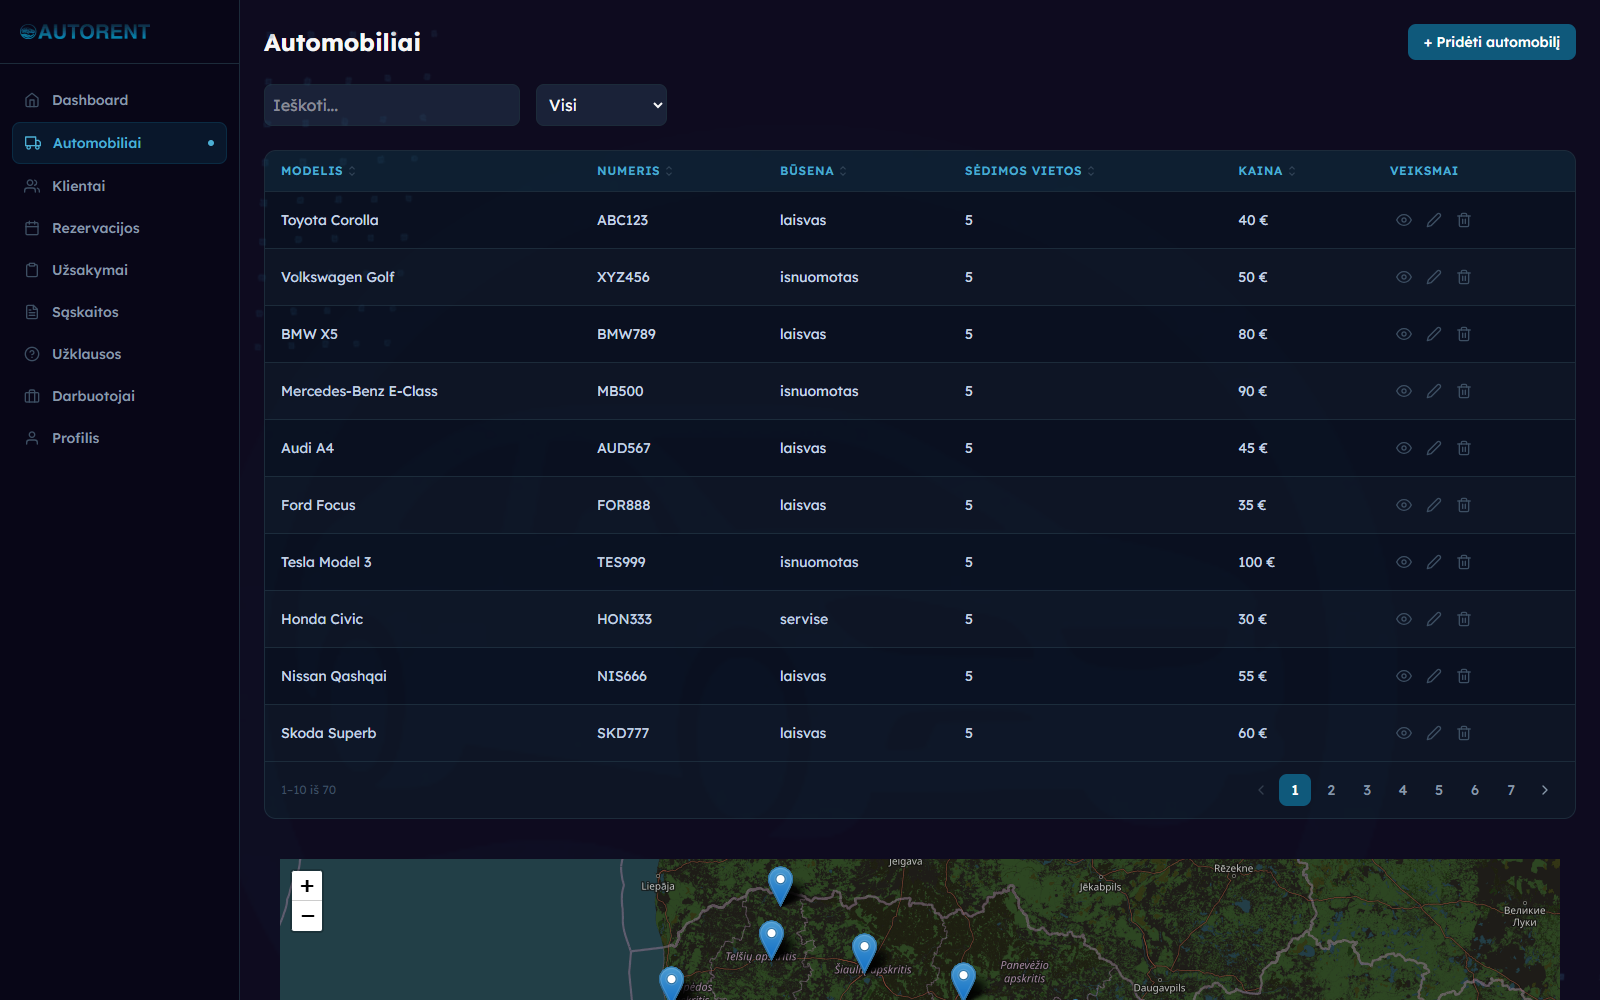 AUTORENT
Dashboard
Automobiliai
Klientai
Rezervacijos
Užsakymai
Sąskaitos
Užklausos
Darbuotojai
Profilis
Automobiliai
+ Pridėti automobilį
Ieškoti...
Visi
MODELIS NUMERIS BŪSENA SĖDIMOS VIETOS KAINA VEIKSMAI
Toyota Corolla ABC123 laisvas 5 40 €
Volkswagen Golf XYZ456 isnuomotas 5 50 €
BMW X5 BMW789 laisvas 5 80 €
Mercedes-Benz E-Class MB500 isnuomotas 5 90 €
Audi A4 AUD567 laisvas 5 45 €
Ford Focus FOR888 laisvas 5 35 €
Tesla Model 3 TES999 isnuomotas 5 100 €
Honda Civic HON333 servise 5 30 €
Nissan Qashqai NIS666 laisvas 5 55 €
Skoda Superb SKD777 laisvas 5 60 €
1–10 iš 70
1 2 3 4 5 6 7
+
−
Jelgava
Liepāja
Jēkabpils
Rēzekne
Великие
Луки
Telšių apskritis
Šiaulių apskritis
Panevėžio
apskritis
Daugavpils